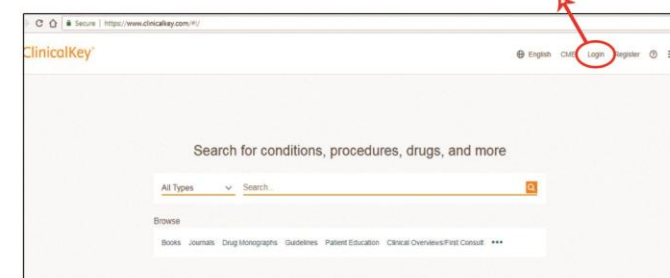 Secure | https://www.clinicalkey.com/#!/
ClinicalKey
English CME Login Register
Search for conditions, procedures, drugs, and more
All Types Search..
Browse
Books Journals Drug Monographs Guidelines Patient Education Clinical Overviews/First Consult